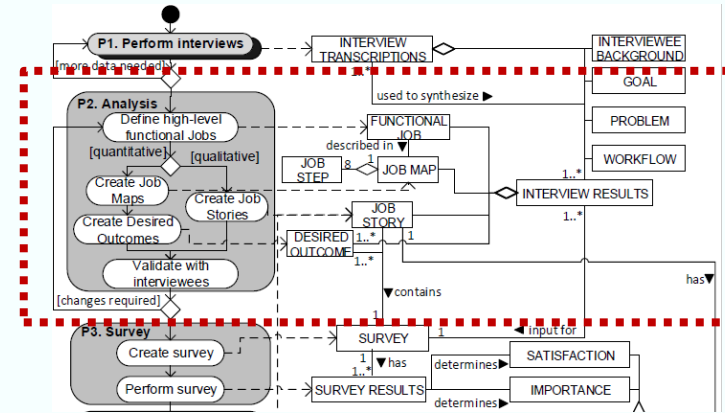 P1. Perform interviews
INTERVIEW
TRANSCRIPTIONS
INTERVIEWEE
BACKGROUND
[more data needed]
1..*
GOAL
used to synthesize ▶
P2. Analysis
Define high-level
functional Jobs
FUNCTIONAL
JOB
PROBLEM
described in ▼
[quantitative]
[qualitative]
JOB
STEP
8
1
JOB MAP
WORKFLOW
1..*
Create Job
Maps
Create Job
Stories
INTERVIEW RESULTS
1..*
JOB
STORY
Create Desired
Outcomes
DESIRED
OUTCOME
1..*
1
1..*
Validate with
interviewees
has▼
▼contains
[changes required]
1
P3. Survey
SURVEY
1
◀ input for
Create survey
1
▼has
1..*
determines▶
SATISFACTION
Perform survey
SURVEY RESULTS
IMPORTANCE
determines▶